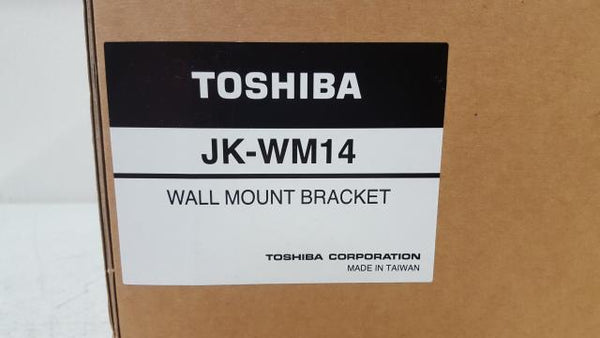 TOSHIBA
JK-WM14
WALL MOUNT BRACKET
TOSHIBA CORPORATION
MADE IN TAIWAN